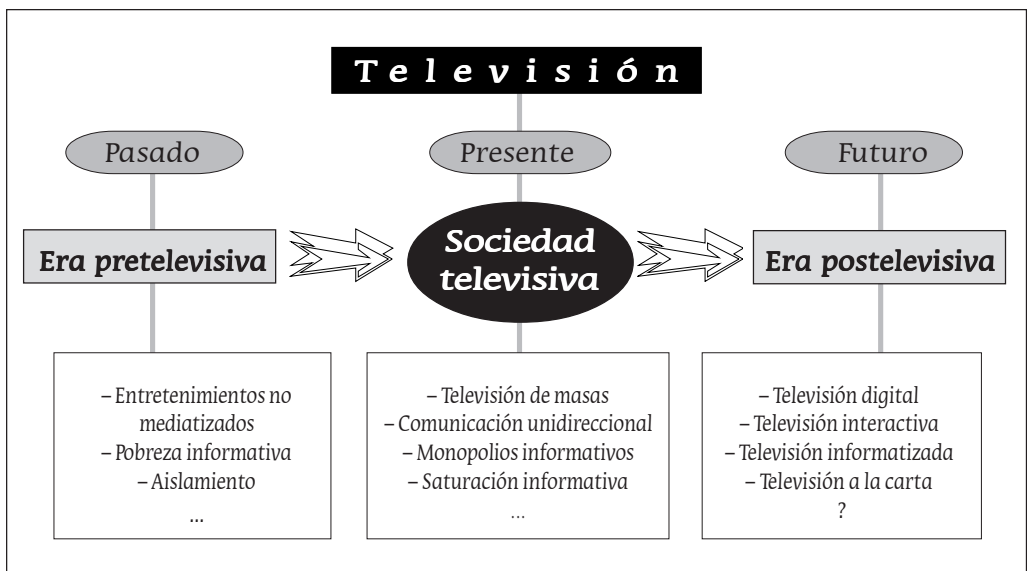 Televisión
Pasado
Presente
Futuro
Era pretelevisiva
Sociedad
televisiva
Era postelevisiva
– Entretenimientos no
mediatizados
– Pobreza informativa
– Aislamiento
...
– Televisión de masas
– Comunicación unidireccional
– Monopolios informativos
– Saturación informativa
...
– Televisión digital
– Televisión interactiva
– Televisión informatizada
– Televisión a la carta
?